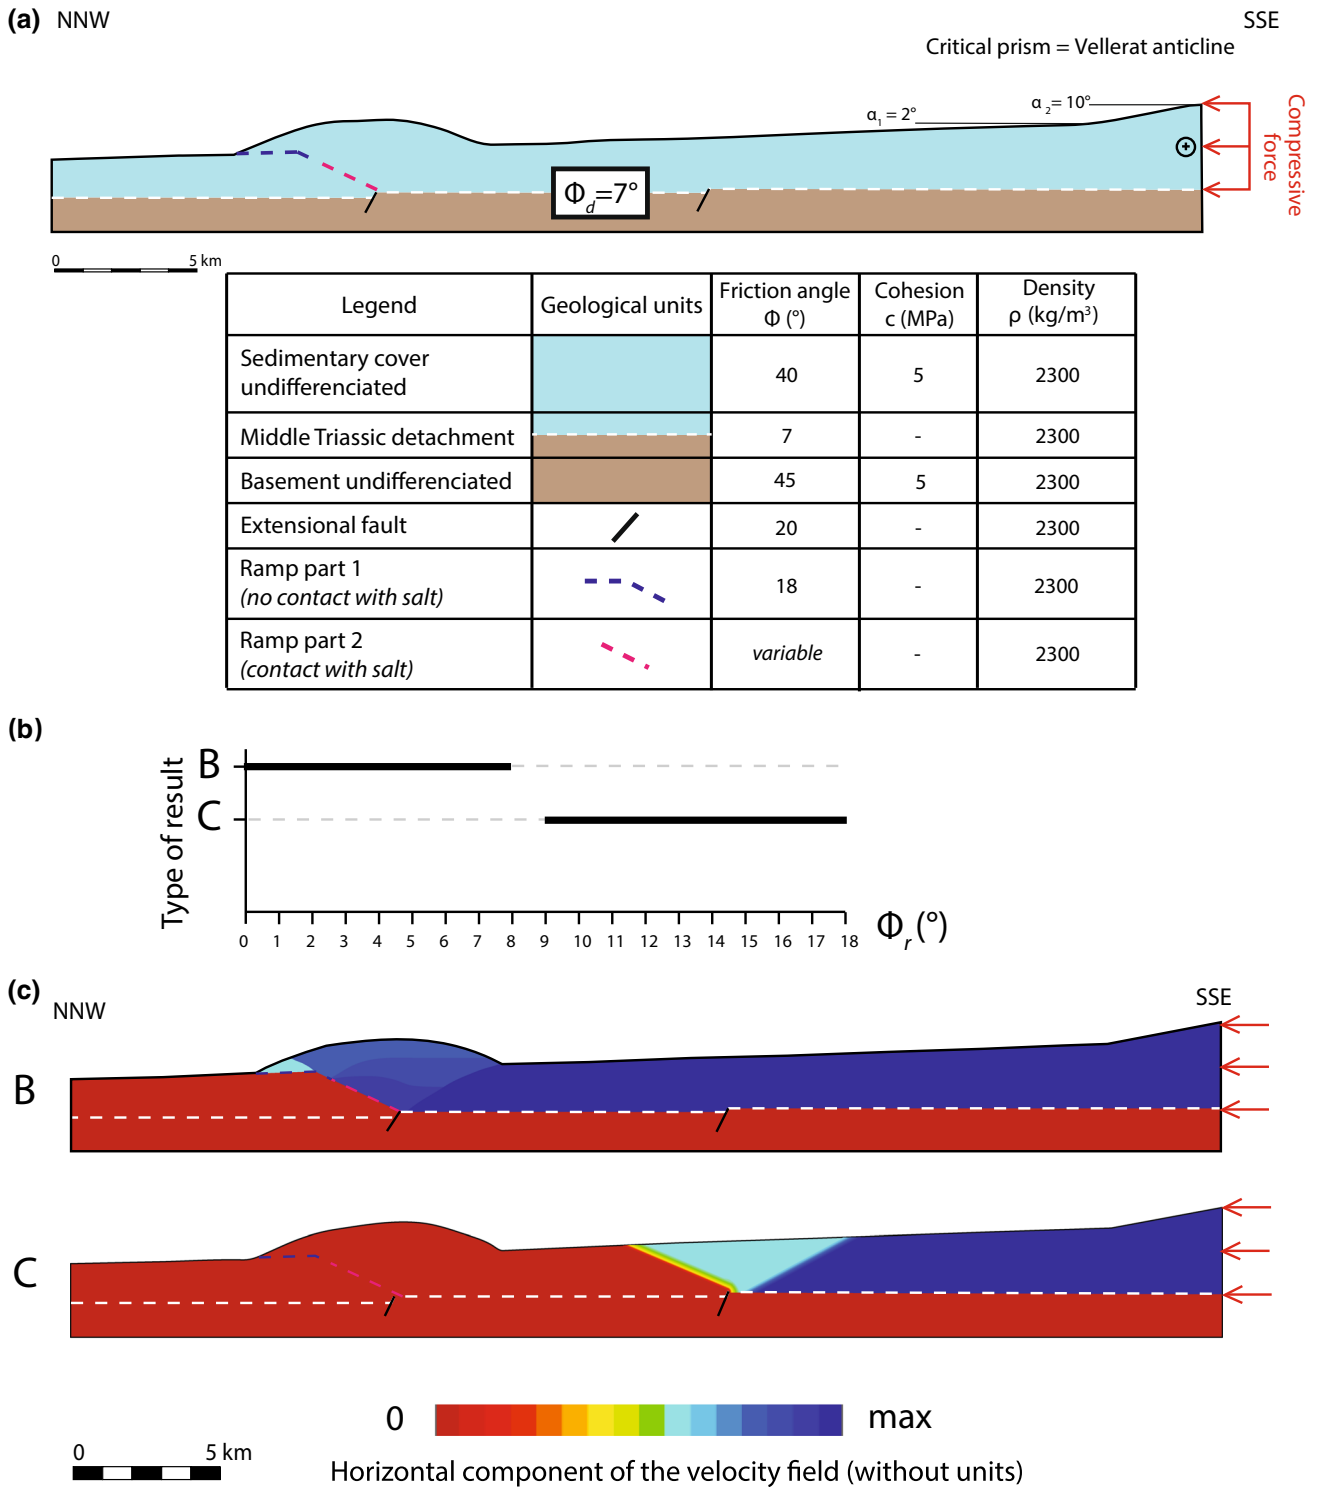 (a) NNW
SSE
Critical prism = Vellerat anticline
α₁ = 2°
α₂ = 10°
Compressive
force
Φd=7°
0 5 km
Legend
Geological units
Friction angle
Φ (°)
Cohesion
c (MPa)
Density
ρ (kg/m³)
Sedimentary cover
undifferenciated
40
5
2300
Middle Triassic detachment
7
-
2300
Basement undifferenciated
45
5
2300
Extensional fault
20
-
2300
Ramp part 1
(no contact with salt)
18
-
2300
Ramp part 2
(contact with salt)
variable
-
2300
(b)
Type of result
B
C
0 1 2 3 4 5 6 7 8 9 10 11 12 13 14 15 16 17 18
Φr (°)
(c)
NNW
SSE
B
C
0
max
0 5 km
Horizontal component of the velocity field (without units)